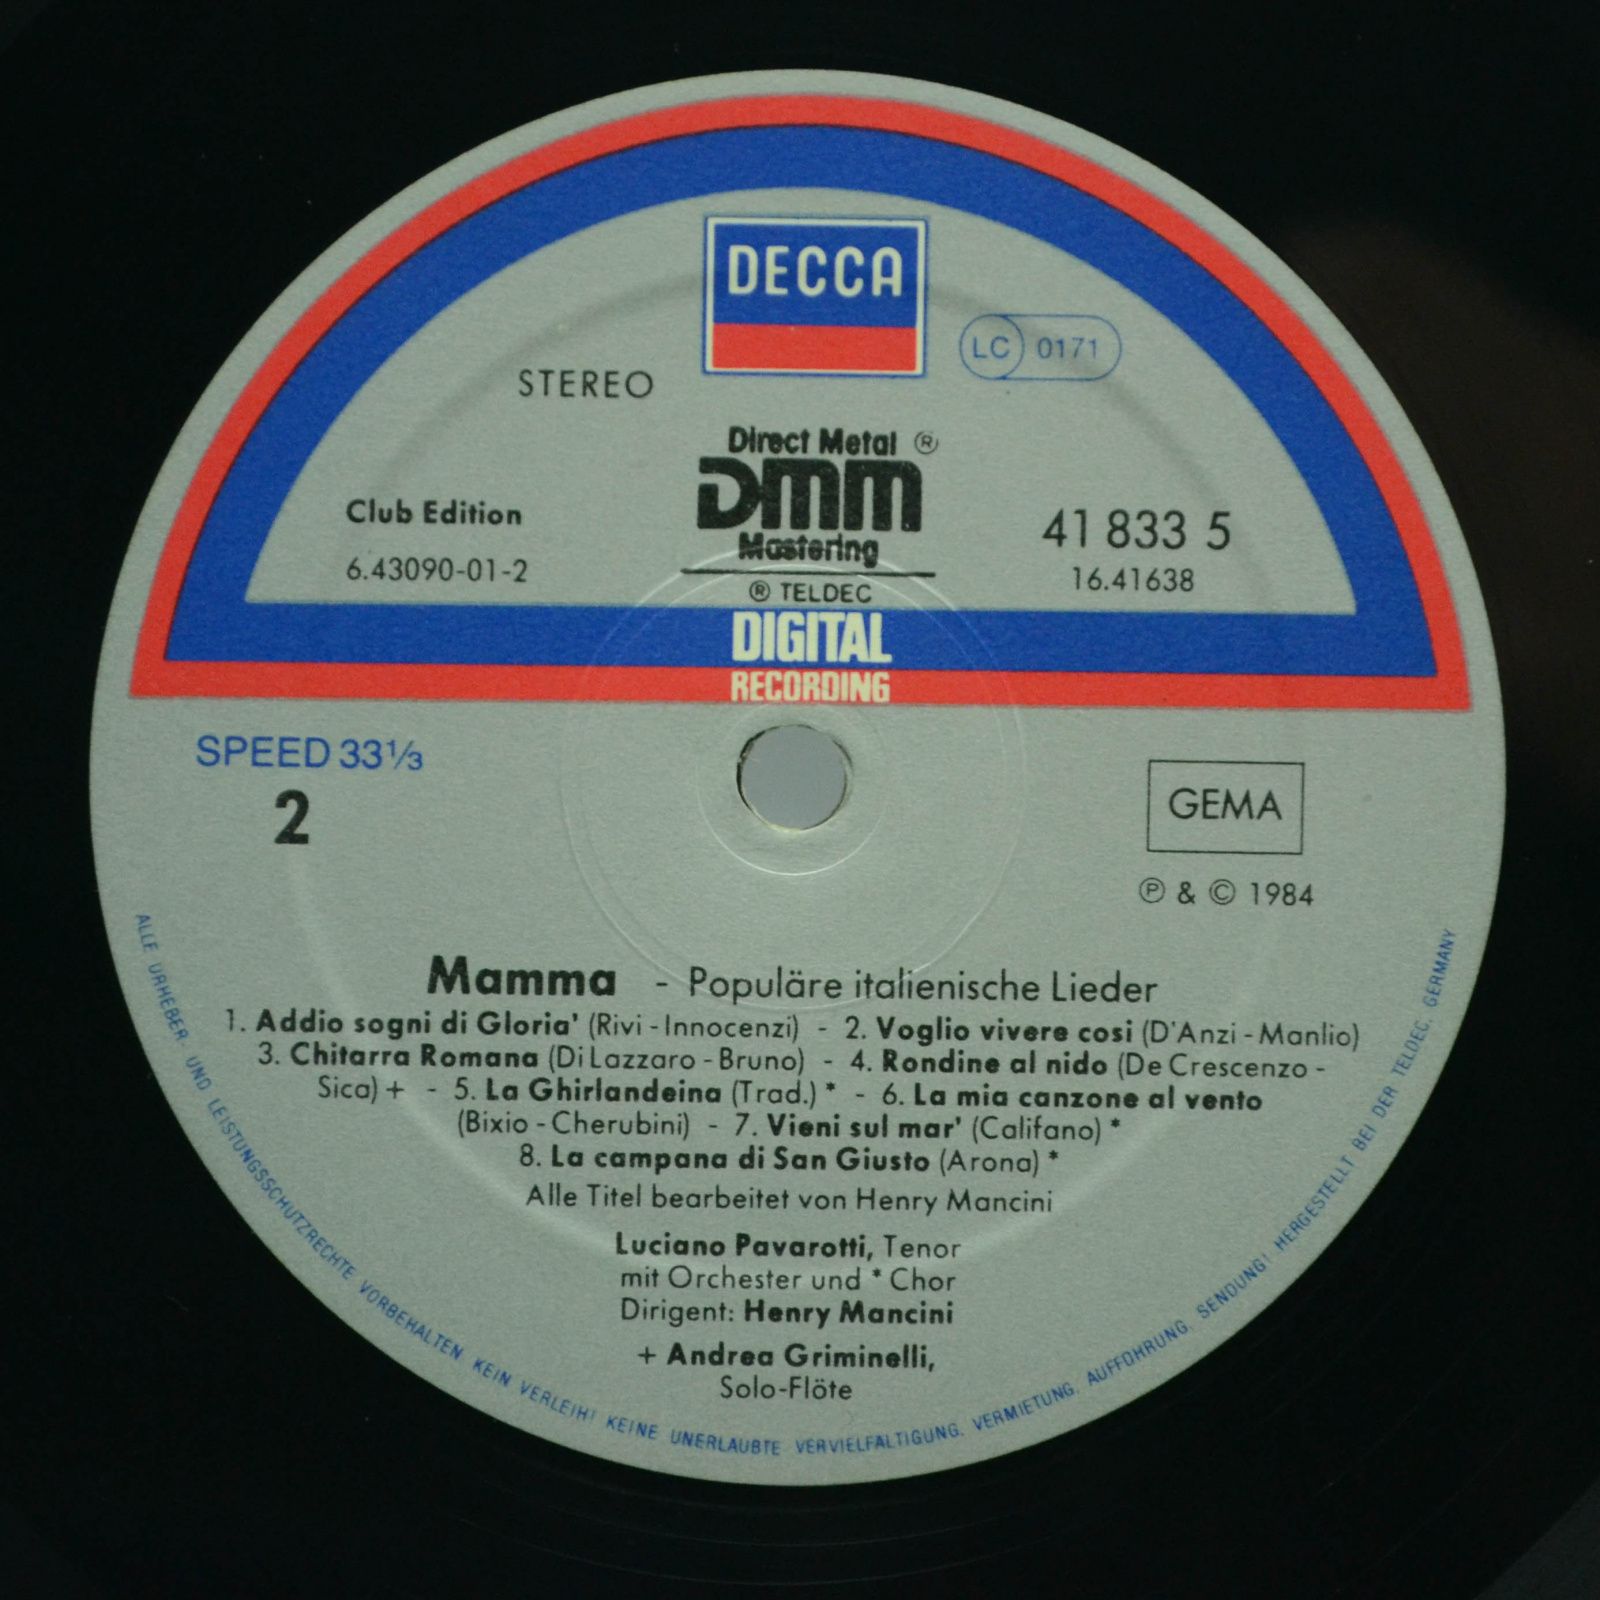 DECCA
LC 0171
STEREO
Direct Metal ®
DMM
Mastering
® TELDEC
Club Edition
6.43090-01-2
41 833 5
16.41638
DIGITAL
RECORDING
SPEED 33⅓
2
GEMA
℗ & © 1984
Mamma - Populäre italienische Lieder
1. Addio sogni di Gloria' (Rivi - Innocenzi) - 2. Voglio vivere cosi (D'Anzi - Manlio)
3. Chitarra Romana (Di Lazzaro - Bruno) - 4. Rondine al nido (De Crescenzo -
Sica) + - 5. La Ghirlandeina (Trad.) * - 6. La mia canzone al vento
(Bixio - Cherubini) - 7. Vieni sul mar' (Califano) *
8. La campana di San Giusto (Arona) *
Alle Titel bearbeitet von Henry Mancini
Luciano Pavarotti, Tenor
mit Orchester und * Chor
Dirigent: Henry Mancini
+ Andrea Griminelli,
Solo-Flöte
ALLE URHEBER- UND LEISTUNGSSCHUTZRECHTE VORBEHALTEN. KEIN VERLEIH! KEINE UNERLAUBTE VERVIELFÄLTIGUNG, VERMIETUNG, AUFFÜHRUNG, SENDUNG! HERGESTELLT BEI DER TELDEC, GERMANY